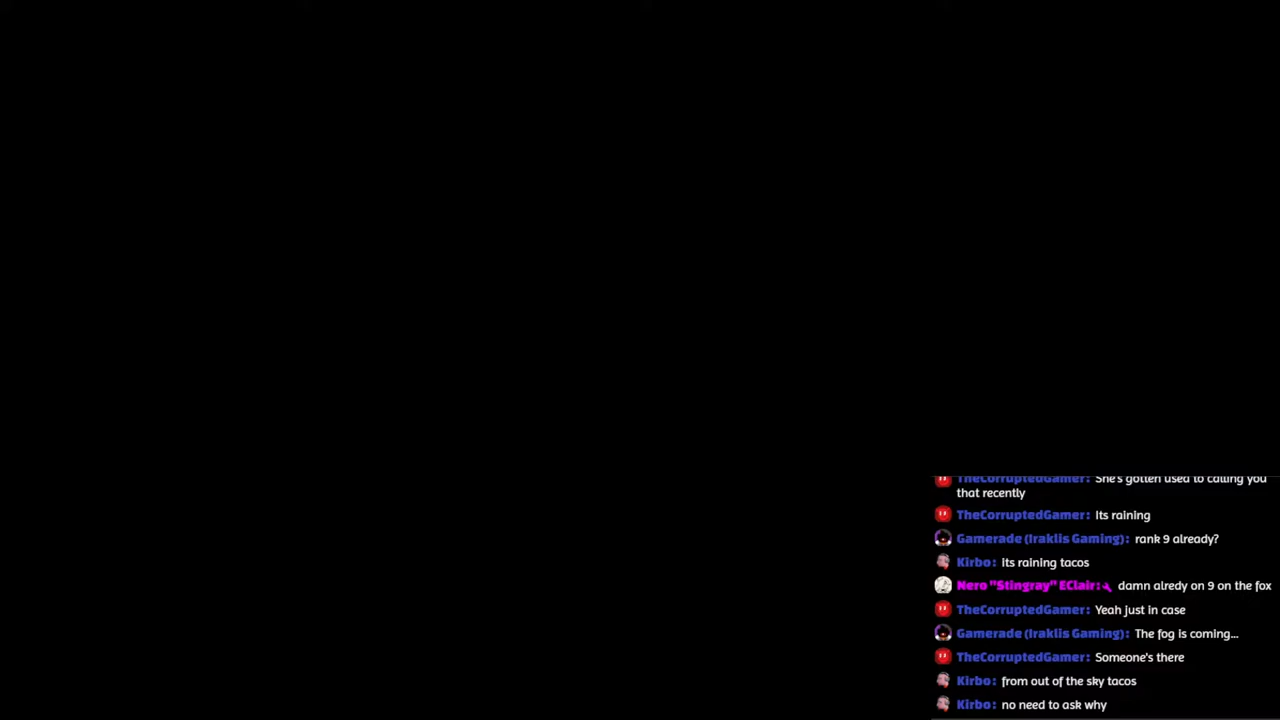 TheCorruptedGamer: She's gotten used to calling you
that recently
TheCorruptedGamer: Its raining
Gamerade (Iraklis Gaming): rank 9 already?
Kirbo: its raining tacos
Nero "Stingray" EClair: damn alredy on 9 on the fox
TheCorruptedGamer: Yeah just in case
Gamerade (Iraklis Gaming): The fog is coming...
TheCorruptedGamer: Someone's there
Kirbo: from out of the sky tacos
Kirbo: no need to ask why